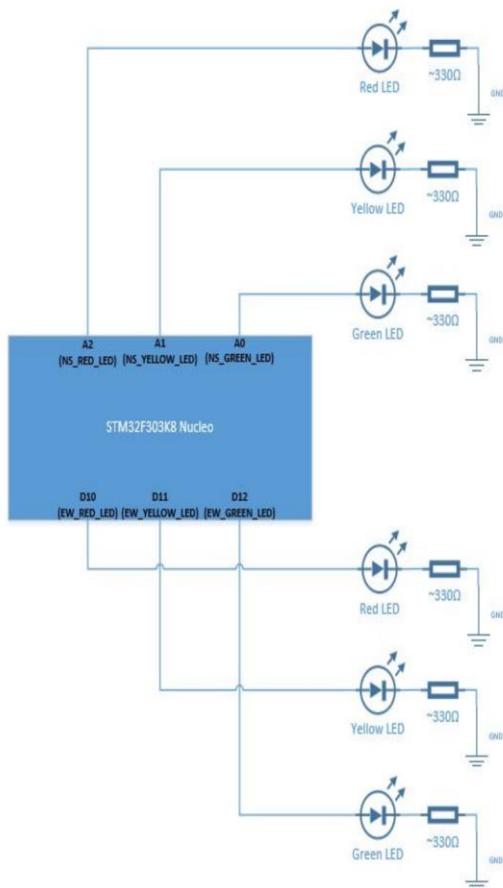 ~330Ω
GND
Red LED
~330Ω
GND
Yellow LED
~330Ω
GND
Green LED
A2 A1 A0
(NS_RED_LED) (NS_YELLOW_LED) (NS_GREEN_LED)
STM32F303K8 Nucleo
D10 D11 D12
(EW_RED_LED) (EW_YELLOW_LED) (EW_GREEN_LED)
~330Ω
Red LED
GND
~330Ω
Yellow LED
GND
~330Ω
Green LED
GND